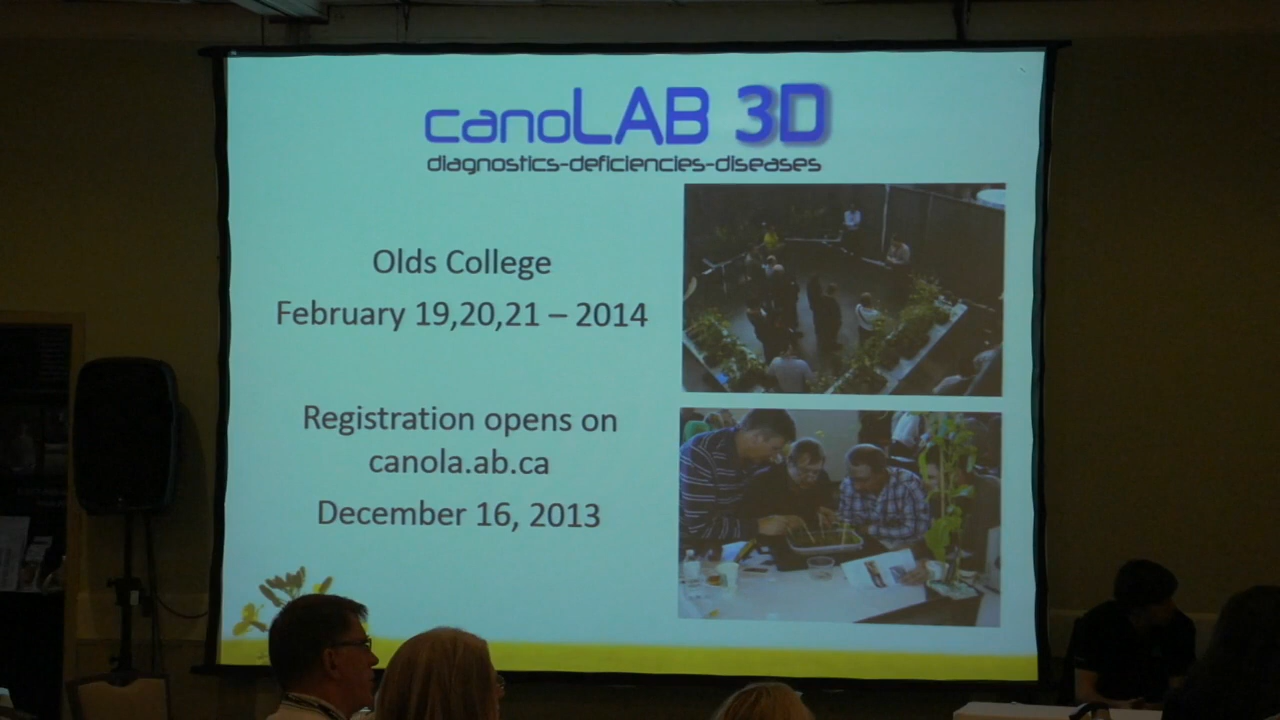 canoLAB 3D
diagnostics-deficiencies-diseases
Olds College
February 19,20,21 – 2014
Registration opens on
canola.ab.ca
December 16, 2013